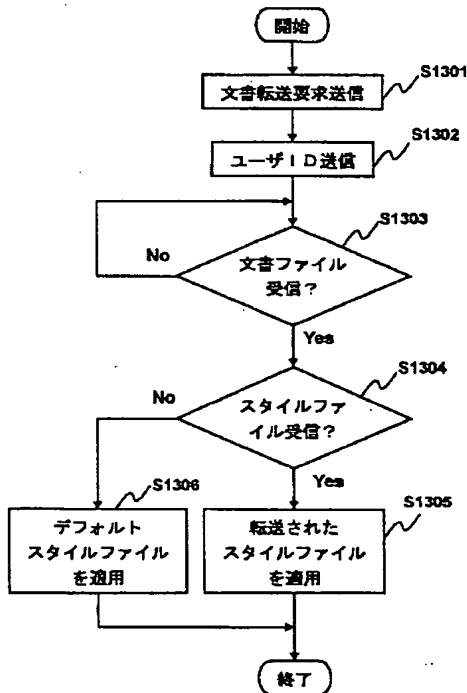 開始
S1301
文書転送要求送信
S1302
ユーザID送信
S1303
No
文書ファイル
受信?
Yes
S1304
No
スタイルファ
イル受信?
Yes
S1306
S1305
デフォルト
スタイルファイル
を適用
転送された
スタイルファイル
を適用
終了